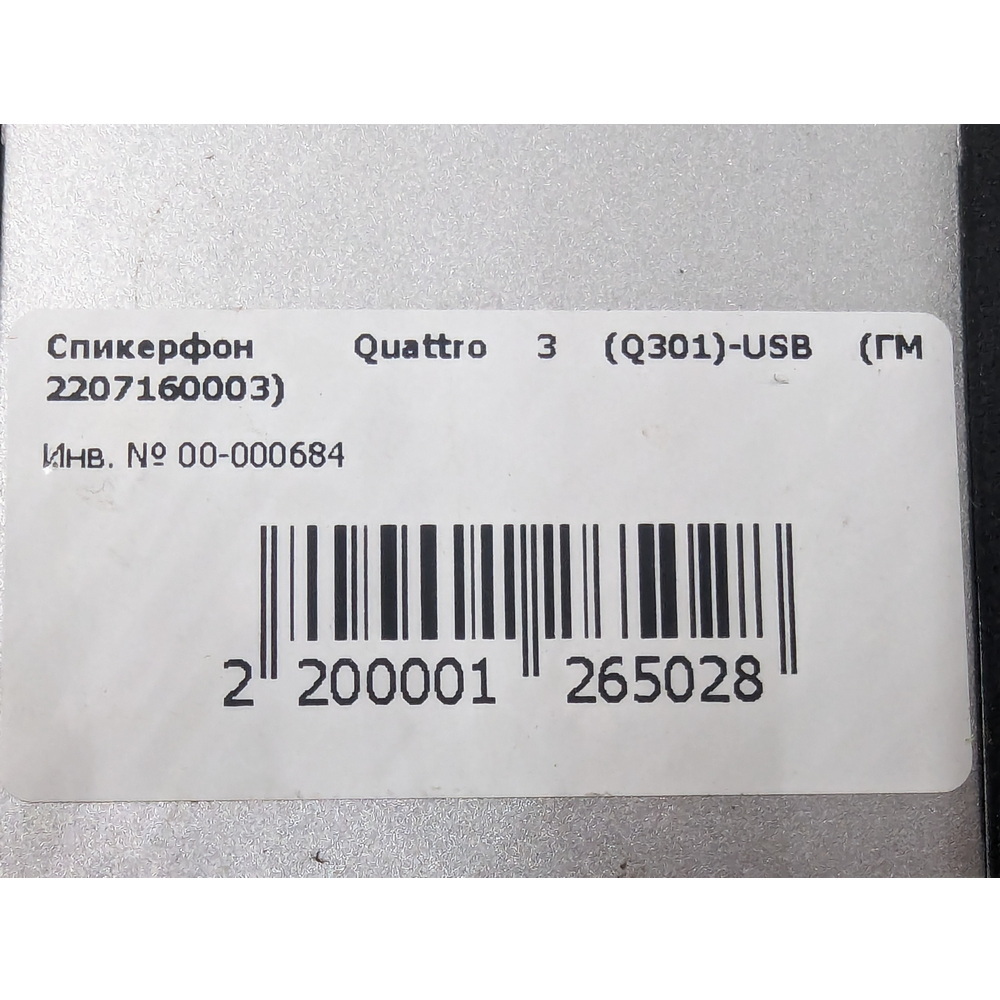 Спикерфон Quattro 3 (Q301)-USB (ГМ
2207160003)
Инв. № 00-000684
2 200001 265028